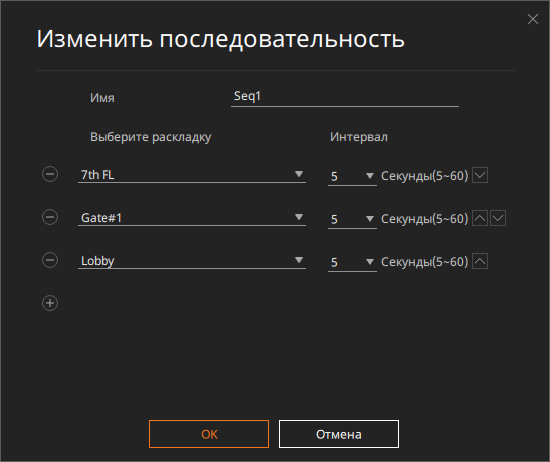 Изменить последовательность
Имя Seq1
Выберите раскладку Интервал
7th FL 5 Секунды(5~60)
Gate#1 5 Секунды(5~60)
Lobby 5 Секунды(5~60)
OK Отмена